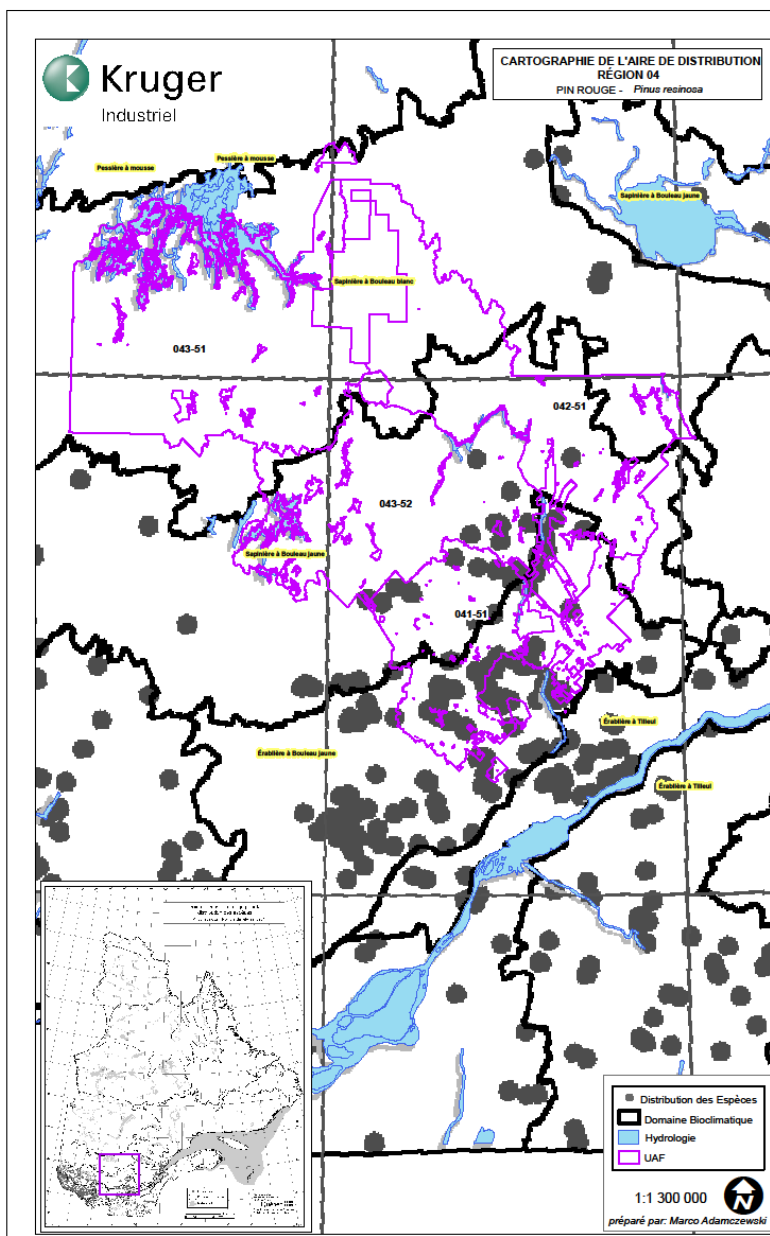 Kruger
Industriel
CARTOGRAPHIE DE L'AIRE DE DISTRIBUTION
RÉGION 04
PIN ROUGE - Pinus resinosa
Pessière à mousse
Pessière à mousse
Sapinière à Bouleau jaune
Sapinière à Bouleau blanc
043-51
042-51
043-52
Sapinière à Bouleau jaune
041-51
Érablière à Tilleul
Érablière à Bouleau jaune
Érablière à Tilleul
Distribution des Espèces
Domaine Bioclimatique
Hydrologie
UAF
1:1 300 000
N
préparé par: Marco Adamczewski